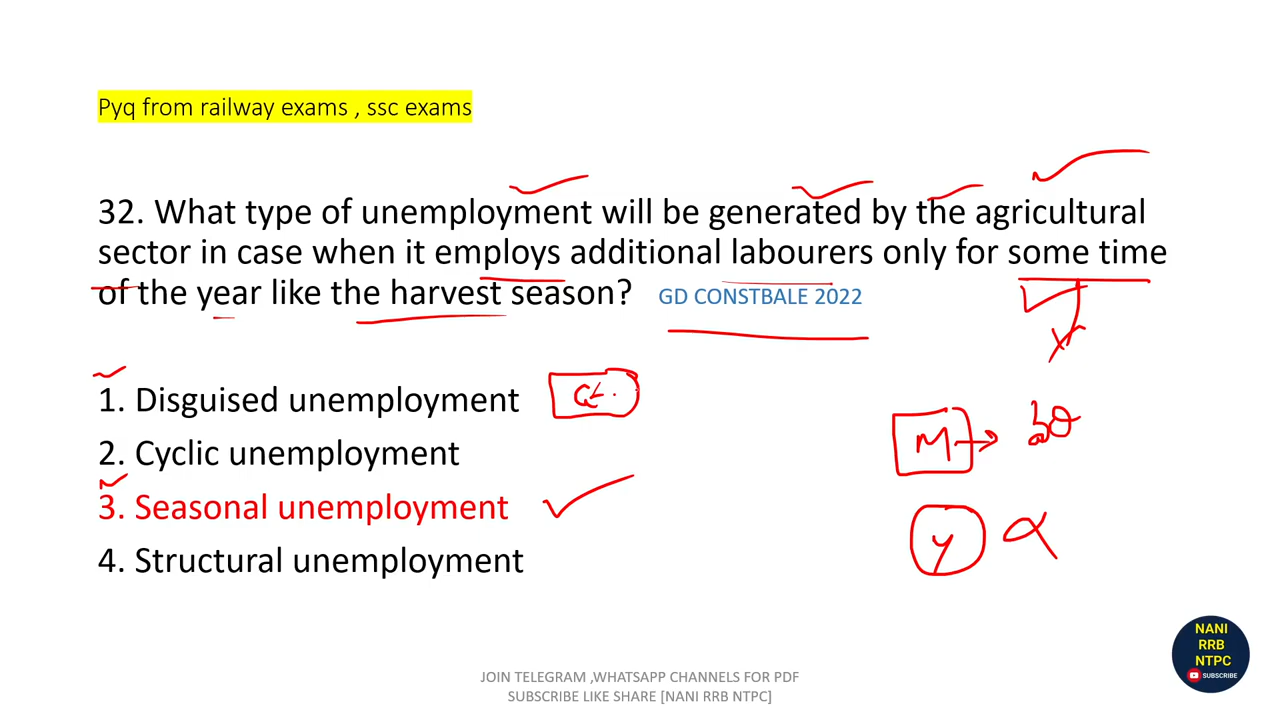 Pyq from railway exams , ssc exams
32. What type of unemployment will be generated by the agricultural
sector in case when it employs additional labourers only for some time
of the year like the harvest season? GD CONSTBALE 2022
1. Disguised unemployment
2. Cyclic unemployment
M
3. Seasonal unemployment
y
4. Structural unemployment
NANI
RRB
NTPC
SUBSCRIBE
JOIN TELEGRAM ,WHATSAPP CHANNELS FOR PDF
SUBSCRIBE LIKE SHARE [NANI RRB NTPC]